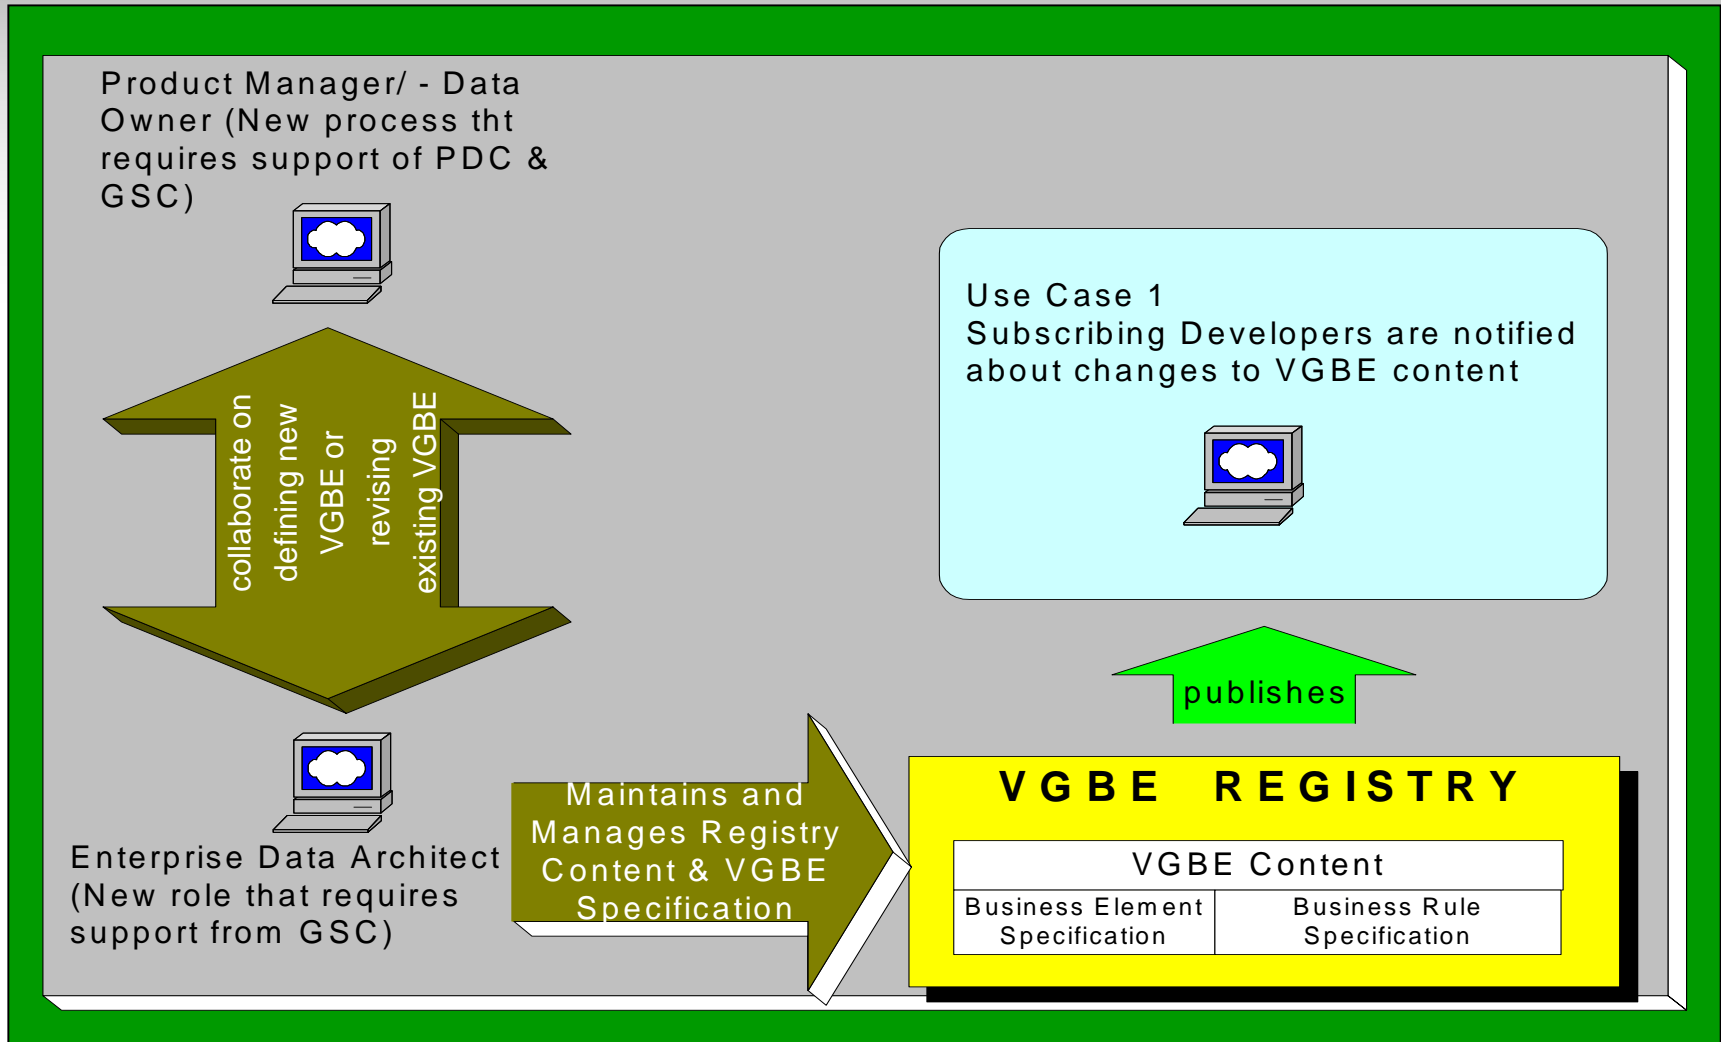 Product Manager/ - Data
Owner (New process tht
requires support of PDC &
GSC)
collaborate on
defining new
VGBE or
revising
existing VGBE
Enterprise Data Architect
(New role that requires
support from GSC)
Maintains and
Manages Registry
Content & VGBE
Specification
Use Case 1
Subscribing Developers are notified
about changes to VGBE content
publishes
VGBE REGISTRY
VGBE Content
Business Element
Specification
Business Rule
Specification